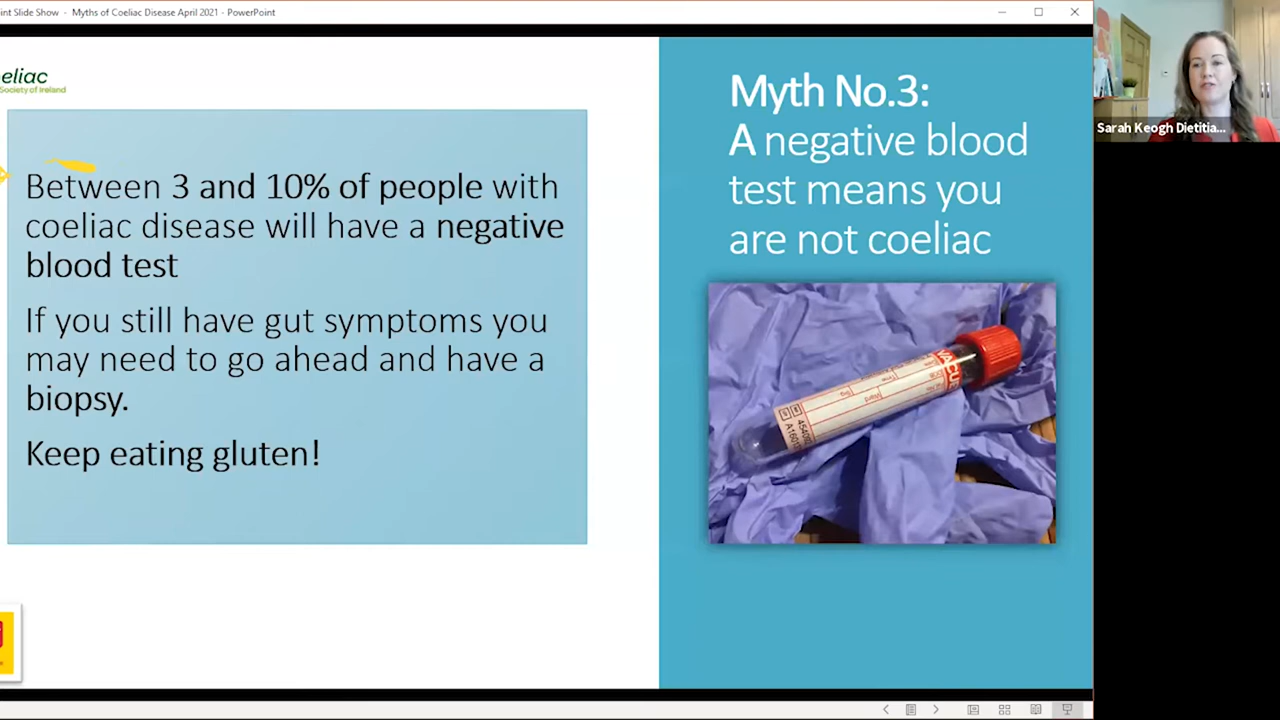 int Slide Show - Myths of Coeliac Disease April 2021 - PowerPoint
eliac
Society of Ireland
Between 3 and 10% of people with
coeliac disease will have a negative
blood test
If you still have gut symptoms you
may need to go ahead and have a
biopsy.
Keep eating gluten!
Myth No.3:
A negative blood
test means you
are not coeliac
VACU
Sarah Keogh Dietitia...